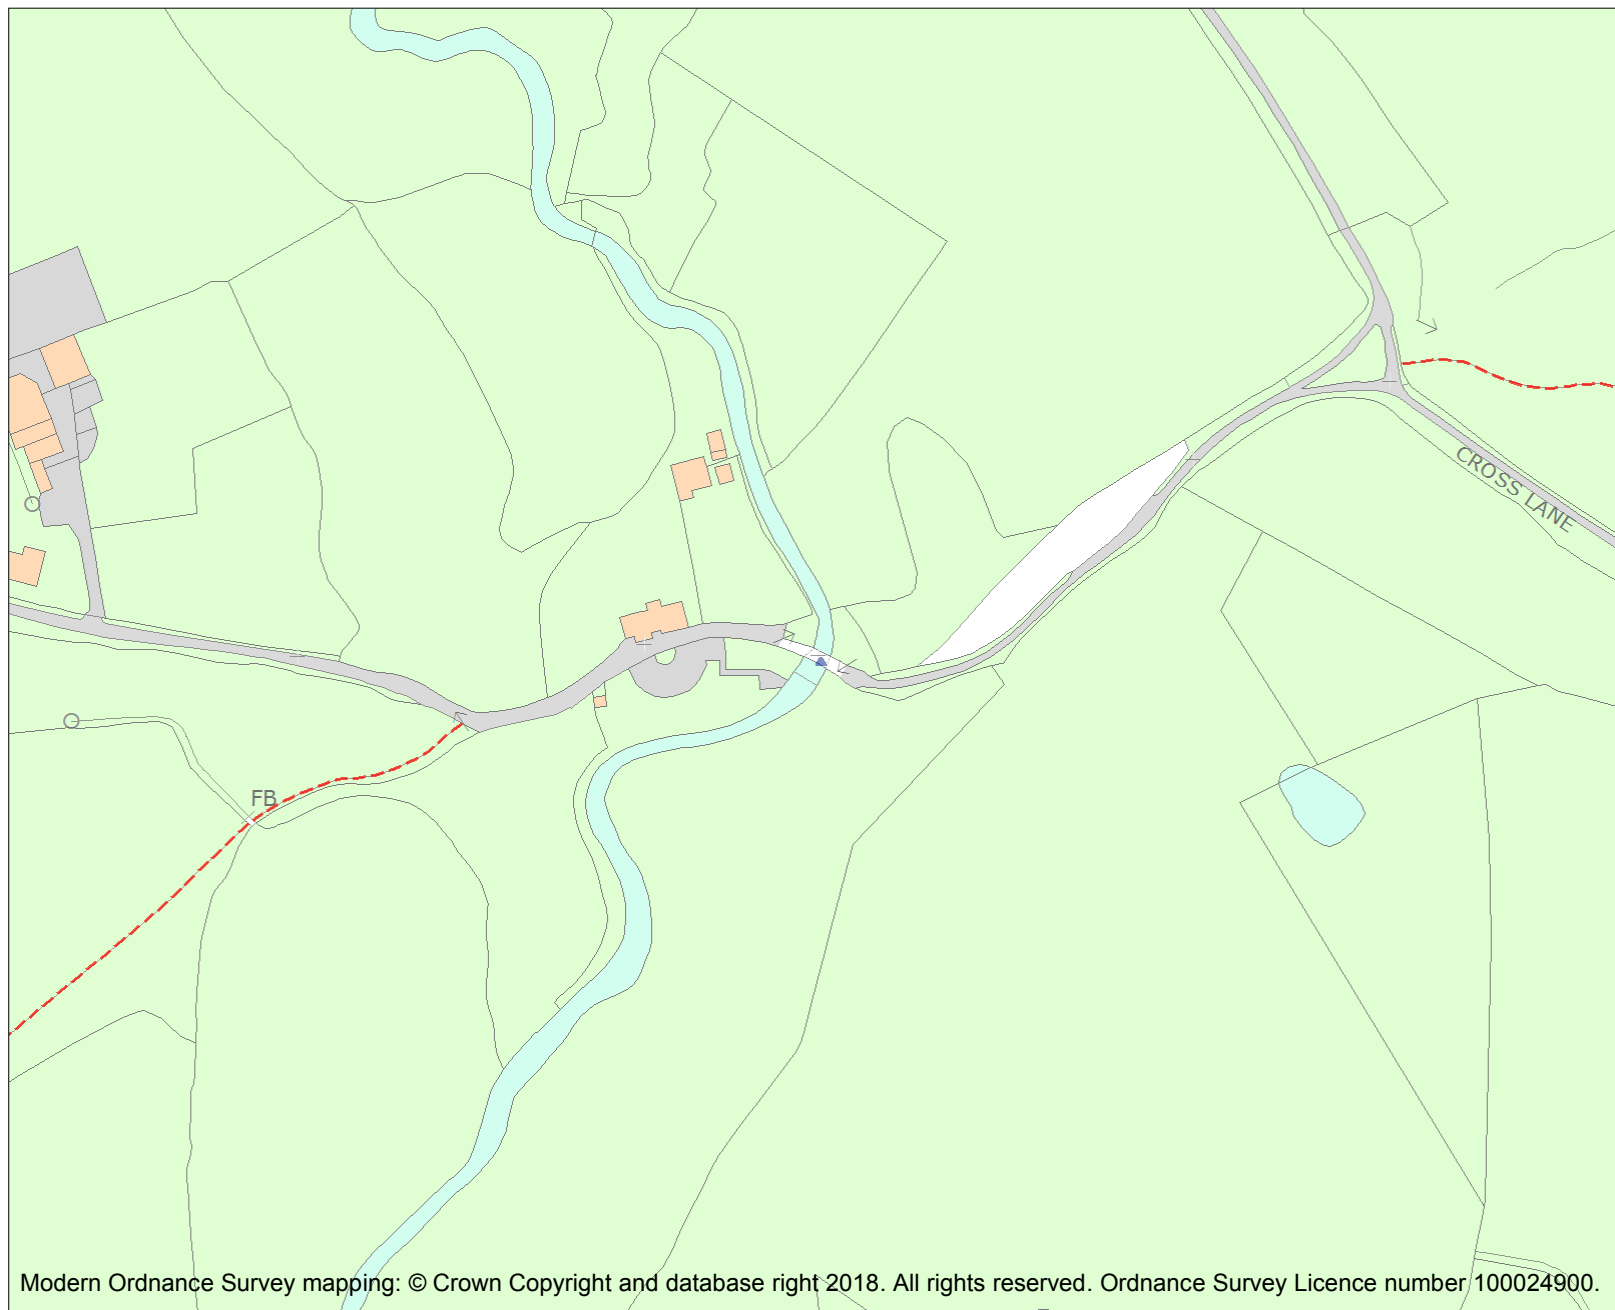 CROSS LANE
FB
Modern Ordnance Survey mapping: © Crown Copyright and database right 2018. All rights reserved. Ordnance Survey Licence number 100024900.